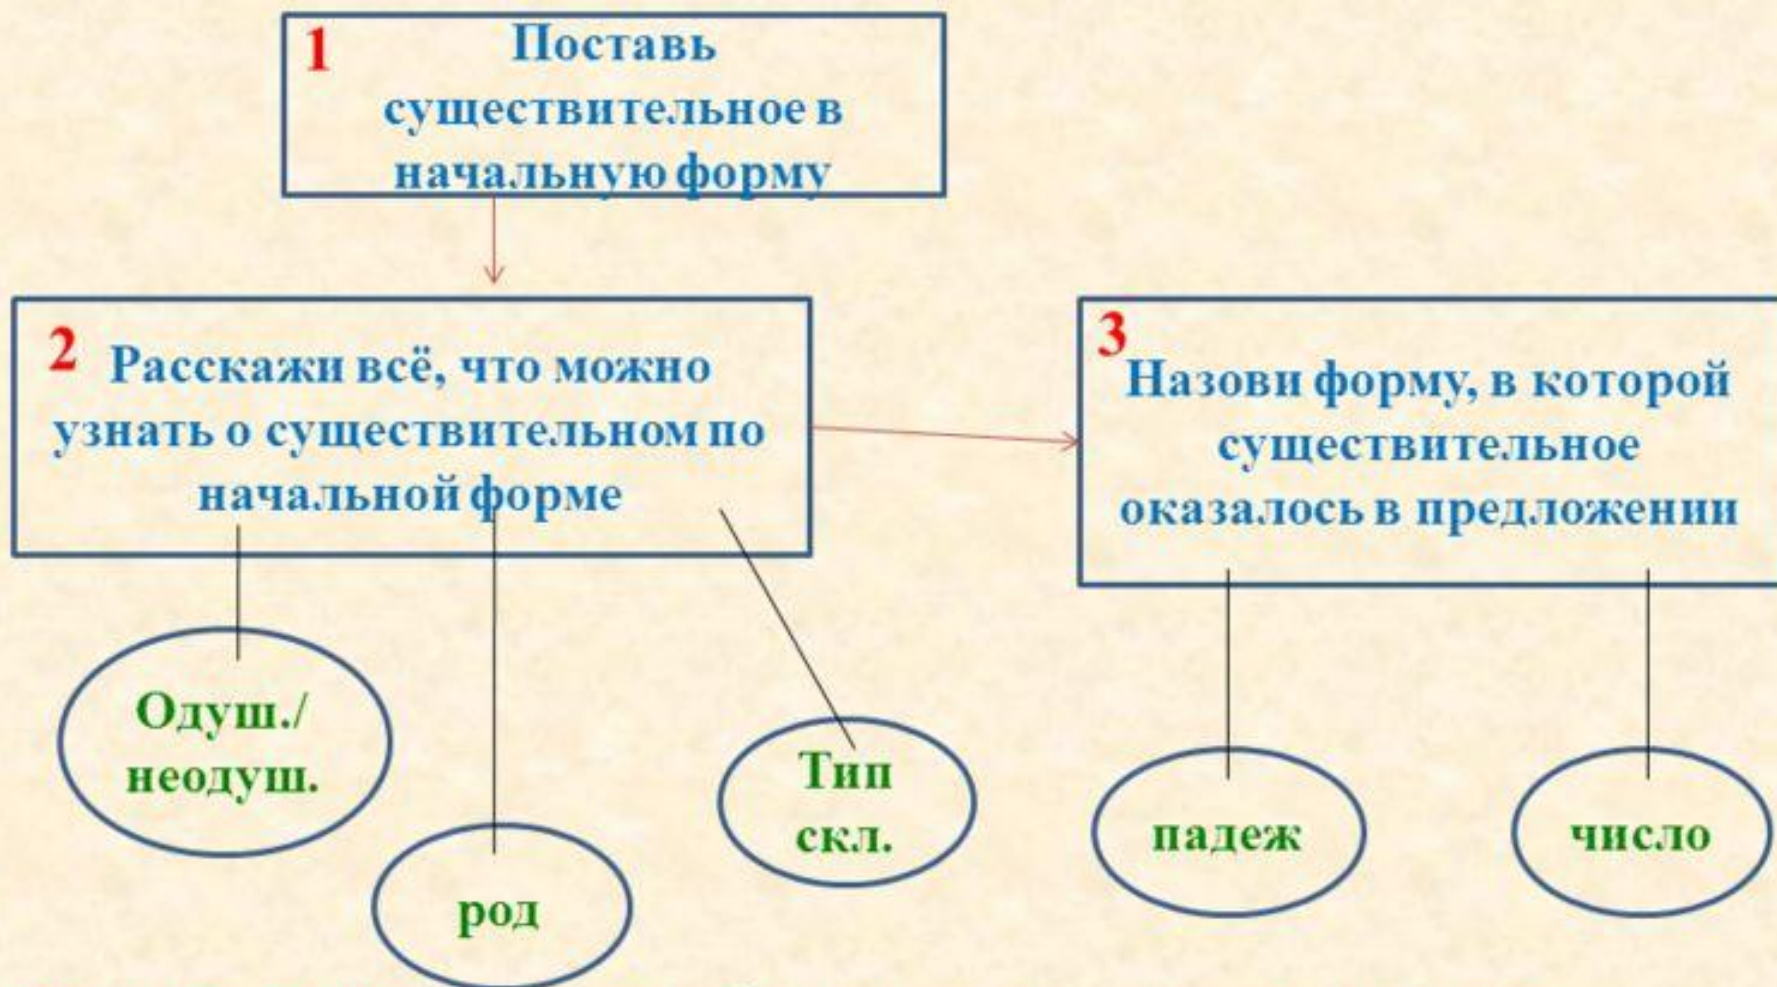 1 Поставь
существительное в
начальную форму
2 Расскажи всё, что можно
узнать о существительном по
начальной форме
3
Назови форму, в которой
существительное
оказалось в предложении
Одуш./
неодуш.
род
Тип
скл.
падеж
число